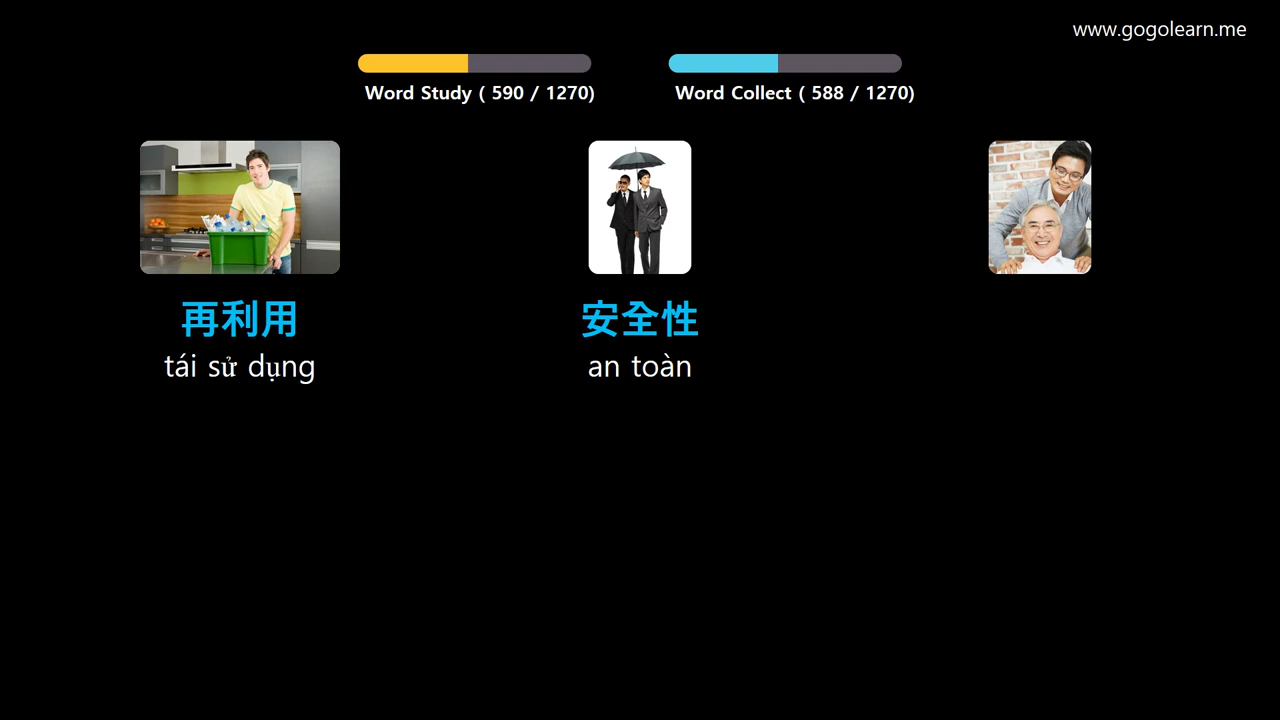 www.gogolearn.me
Word Study ( 590 / 1270)
Word Collect ( 588 / 1270)
再利用
tái sử dụng
安全性
an toàn